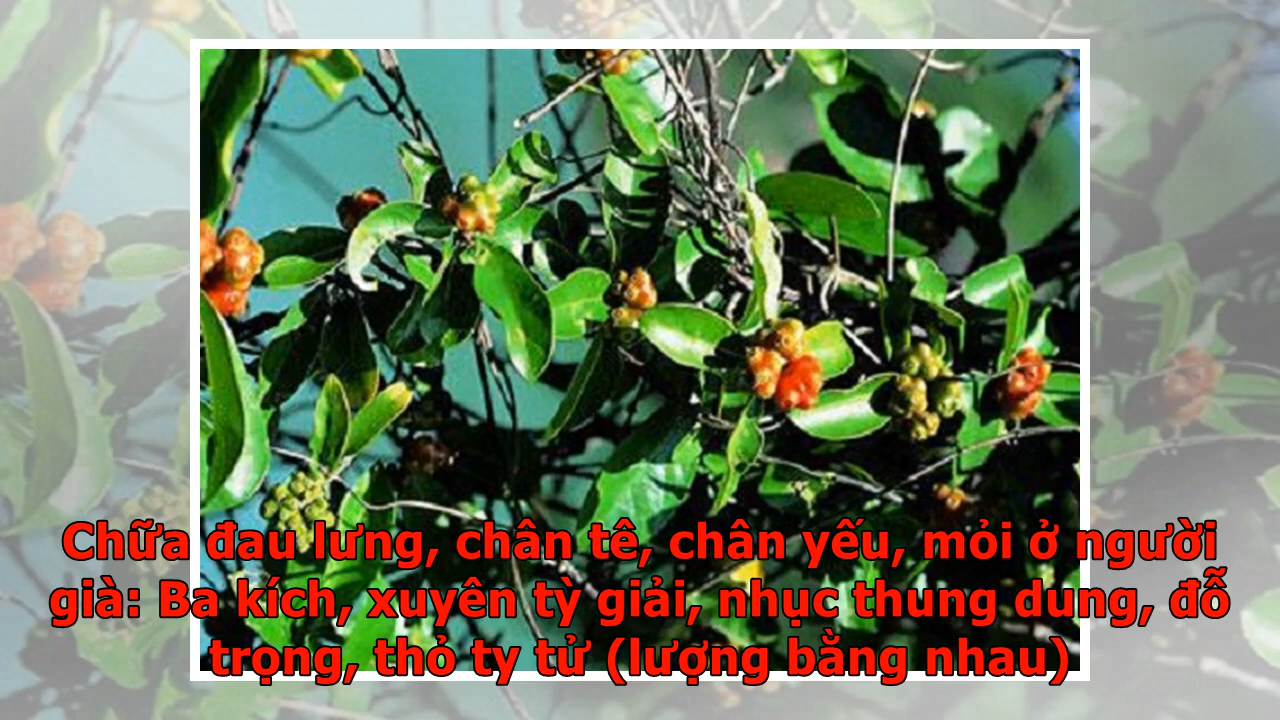 Chữa đau lưng, chân tê, chân yếu, mỏi ở người
già: Ba kích, xuyên tỳ giải, nhục thung dung, đỗ
trọng, thỏ ty tử (lượng bằng nhau)